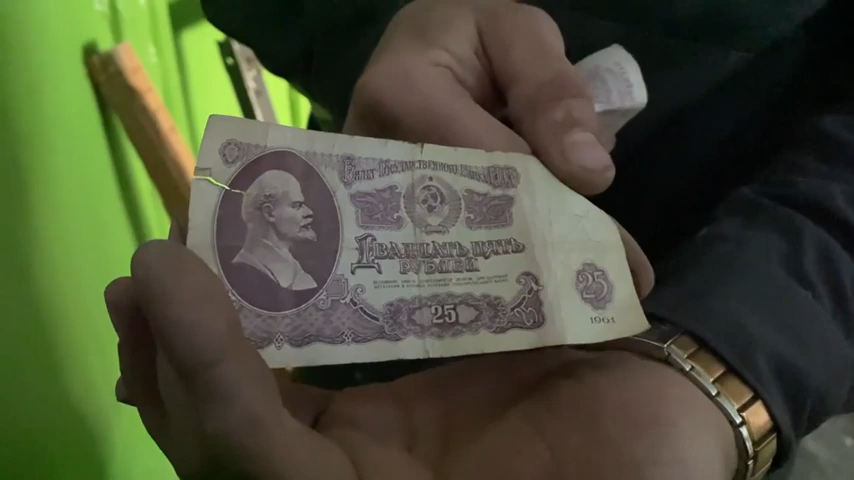 Билет Государственного Банка СССР
Двадцать пять
рублей
25
25
1961